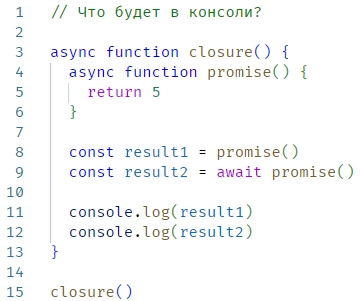 1 // Что будет в консоли?
2
3 async function closure() {
4   async function promise() {
5     return 5
6   }
7
8   const result1 = promise()
9   const result2 = await promise()
10
11   console.log(result1)
12   console.log(result2)
13 }
14
15 closure()